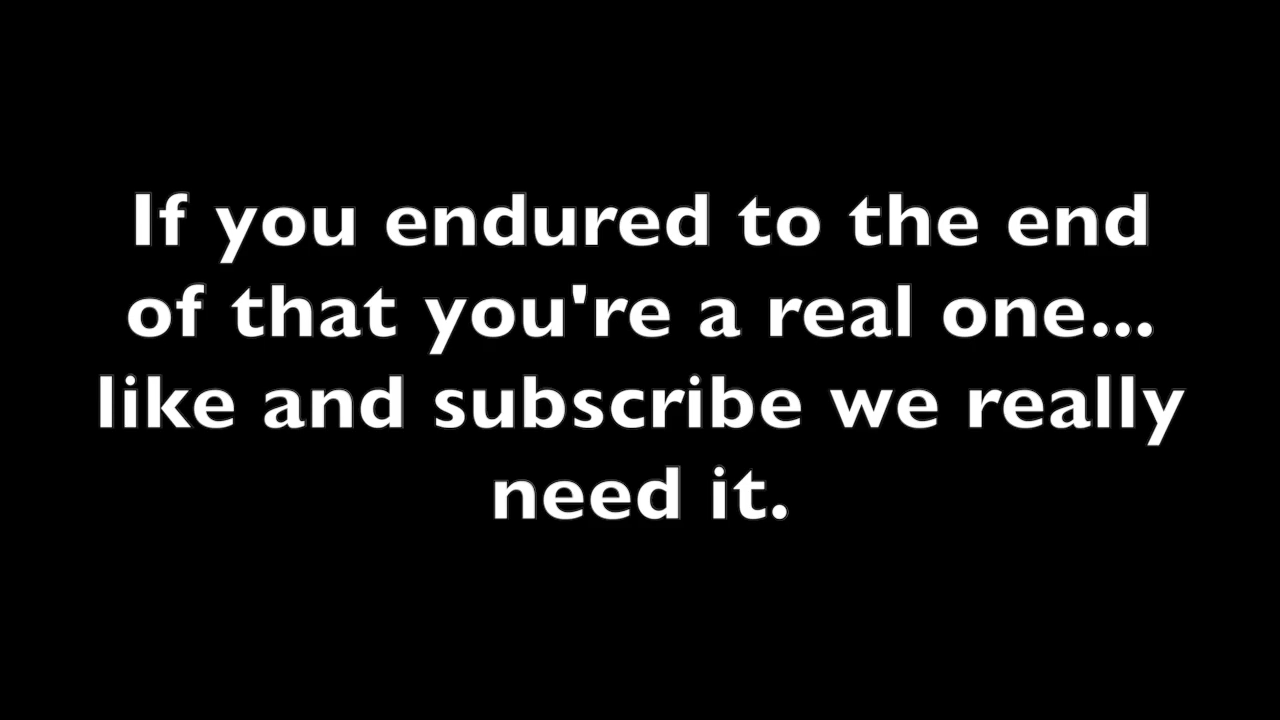 If you endured to the end
of that you're a real one...
like and subscribe we really
need it.